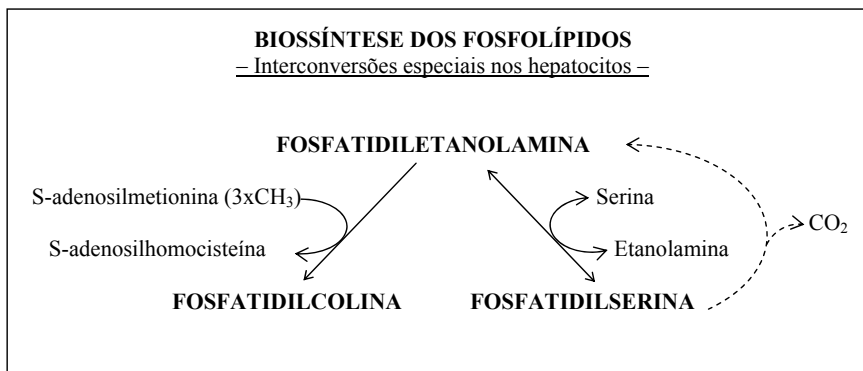 BIOSSÍNTESE DOS FOSFOLÍPIDOS
– Interconversões especiais nos hepatocitos –
FOSFATIDILETANOLAMINA
S-adenosilmetionina (3xCH₃)
Serina
CO₂
S-adenosilhomocisteína
Etanolamina
FOSFATIDILCOLINA
FOSFATIDILSERINA